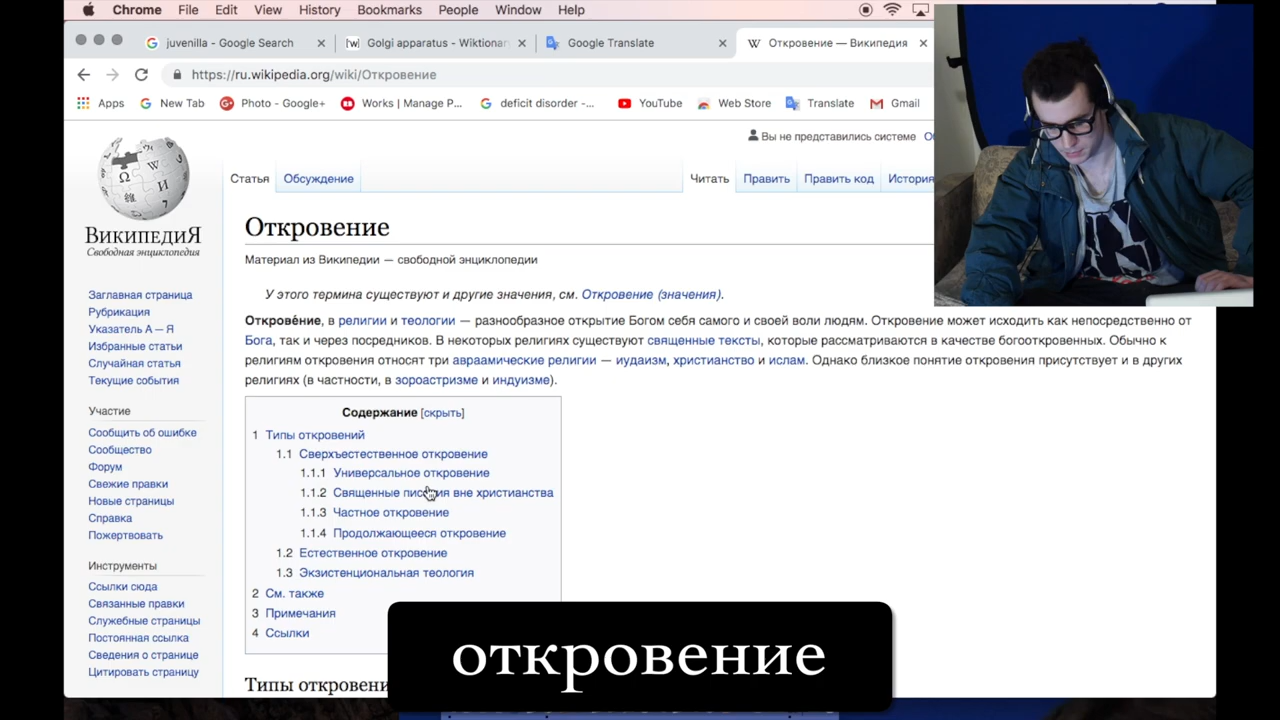 Chrome File Edit View History Bookmarks People Window Help
juvenilla - Google Search
Golgi apparatus - Wiktionar
Google Translate
Откровение — Википедия
https://ru.wikipedia.org/wiki/Откровение
Apps New Tab Photo - Google+ Works | Manage P... deficit disorder -... YouTube Web Store Translate Gmail
Вы не представились системе
Статья Обсуждение Читать Править Править код История
ВИКИПЕДИЯ
Свободная энциклопедия
Заглавная страница
Рубрикация
Указатель А — Я
Избранные статьи
Случайная статья
Текущие события
Участие
Сообщить об ошибке
Сообщество
Форум
Свежие правки
Новые страницы
Справка
Пожертвовать
Инструменты
Ссылки сюда
Связанные правки
Служебные страницы
Постоянная ссылка
Сведения о странице
Цитировать страницу
Откровение
Материал из Википедии — свободной энциклопедии
У этого термина существуют и другие значения, см. Откровение (значения).
Открове́ние, в религии и теологии — разнообразное открытие Богом себя самого и своей воли людям. Откровение может исходить как непосредственно от
Бога, так и через посредников. В некоторых религиях существуют священные тексты, которые рассматриваются в качестве богооткровенных. Обычно к
религиям откровения относят три авраамические религии — иудаизм, христианство и ислам. Однако близкое понятие откровения присутствует и в других
религиях (в частности, в зороастризме и индуизме).
Содержание [скрыть]
1 Типы откровений
1.1 Сверхъестественное откровение
1.1.1 Универсальное откровение
1.1.2 Священные писания вне христианства
1.1.3 Частное откровение
1.1.4 Продолжающееся откровение
1.2 Естественное откровение
1.3 Экзистенциональная теология
2 См. также
3 Примечания
4 Ссылки
Типы откровени
откровение